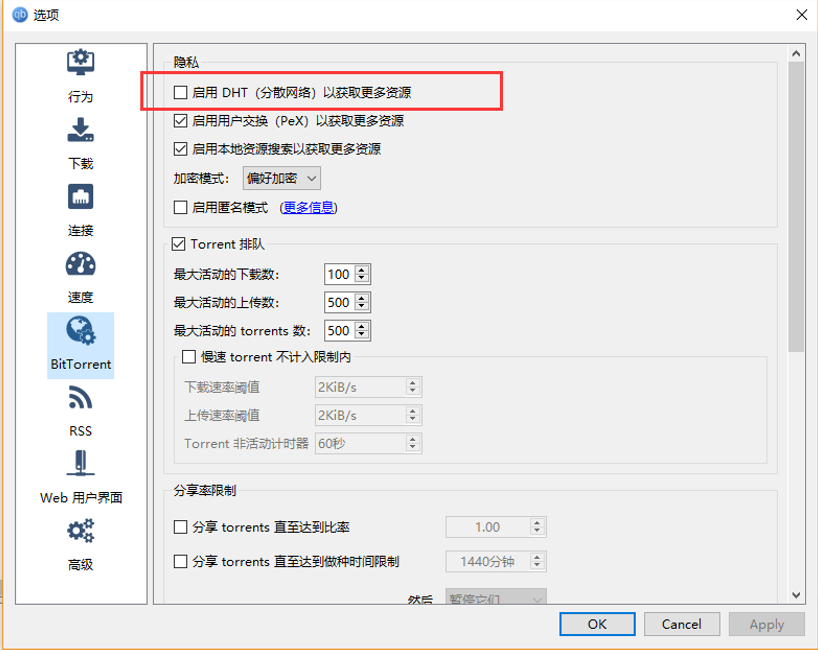 qb 选项
行为
下载
连接
速度
BitTorrent
RSS
Web 用户界面
高级
隐私
启用 DHT（分散网络）以获取更多资源
启用用户交换（PeX）以获取更多资源
启用本地资源搜索以获取更多资源
加密模式： 偏好加密
启用匿名模式 (更多信息)
Torrent 排队
最大活动的下载数： 100
最大活动的上传数： 500
最大活动的 torrents 数： 500
慢速 torrent 不计入限制内
下载速率阈值 2KiB/s
上传速率阈值 2KiB/s
Torrent 非活动计时器 60秒
分享率限制
分享 torrents 直至达到比率 1.00
分享 torrents 直至达到做种时间限制 1440分钟
然后 暂停它们
OK Cancel Apply